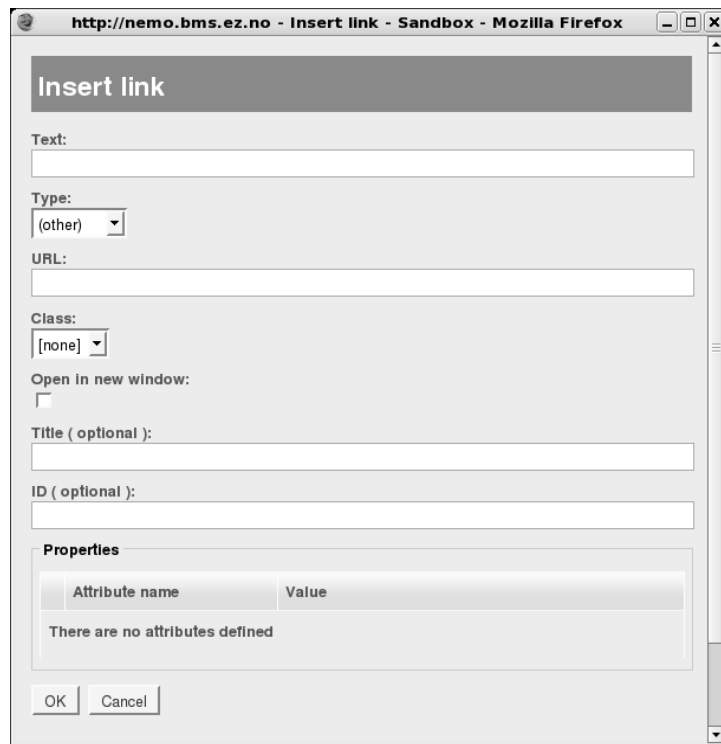 http://nemo.bms.ez.no - Insert link - Sandbox - Mozilla Firefox
Insert link
Text:
Type:
(other)
URL:
Class:
[none]
Open in new window:
Title ( optional ):
ID ( optional ):
Properties
Attribute name Value
There are no attributes defined
OK Cancel